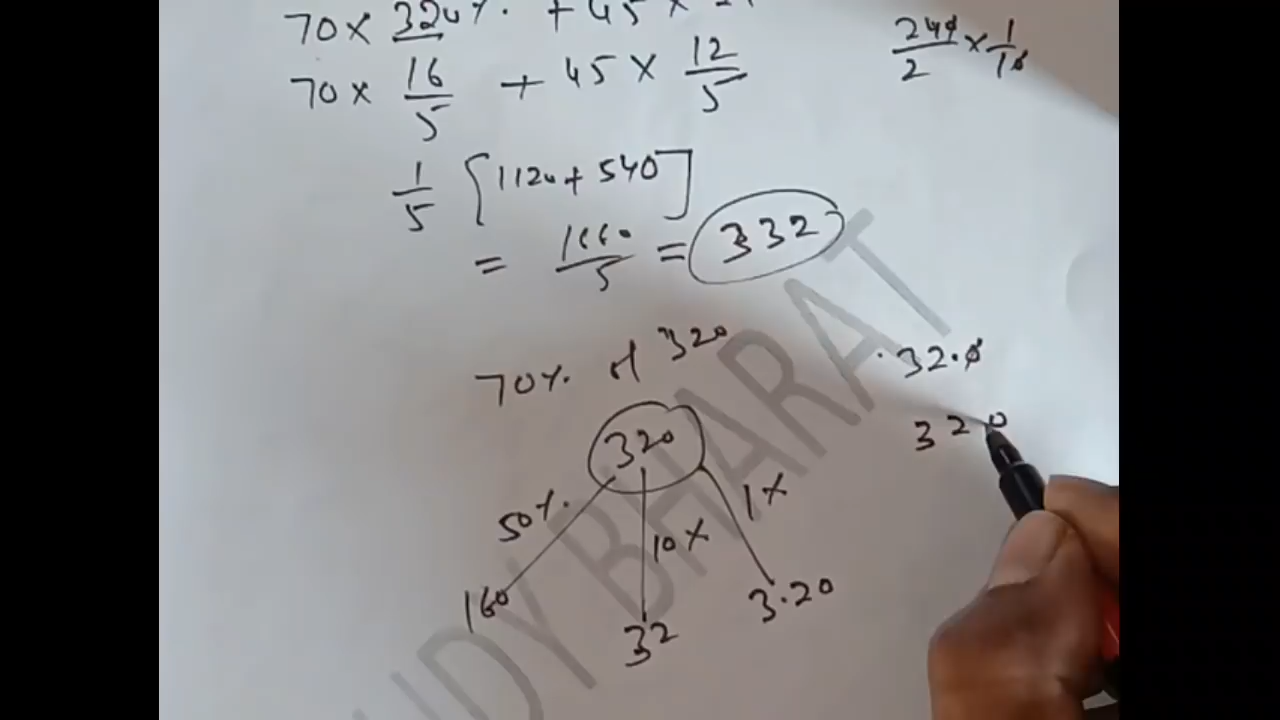 70 × 320%. + 45 ×
70 × 16/5 + 45 × 12/5
240/2 × 1/10
1/5 [1120 + 540]
= 1660/5 = 332
70%. of 320
32.0
320
320
50%.
10%
1%
160
32
3.20
UDY BHARAT